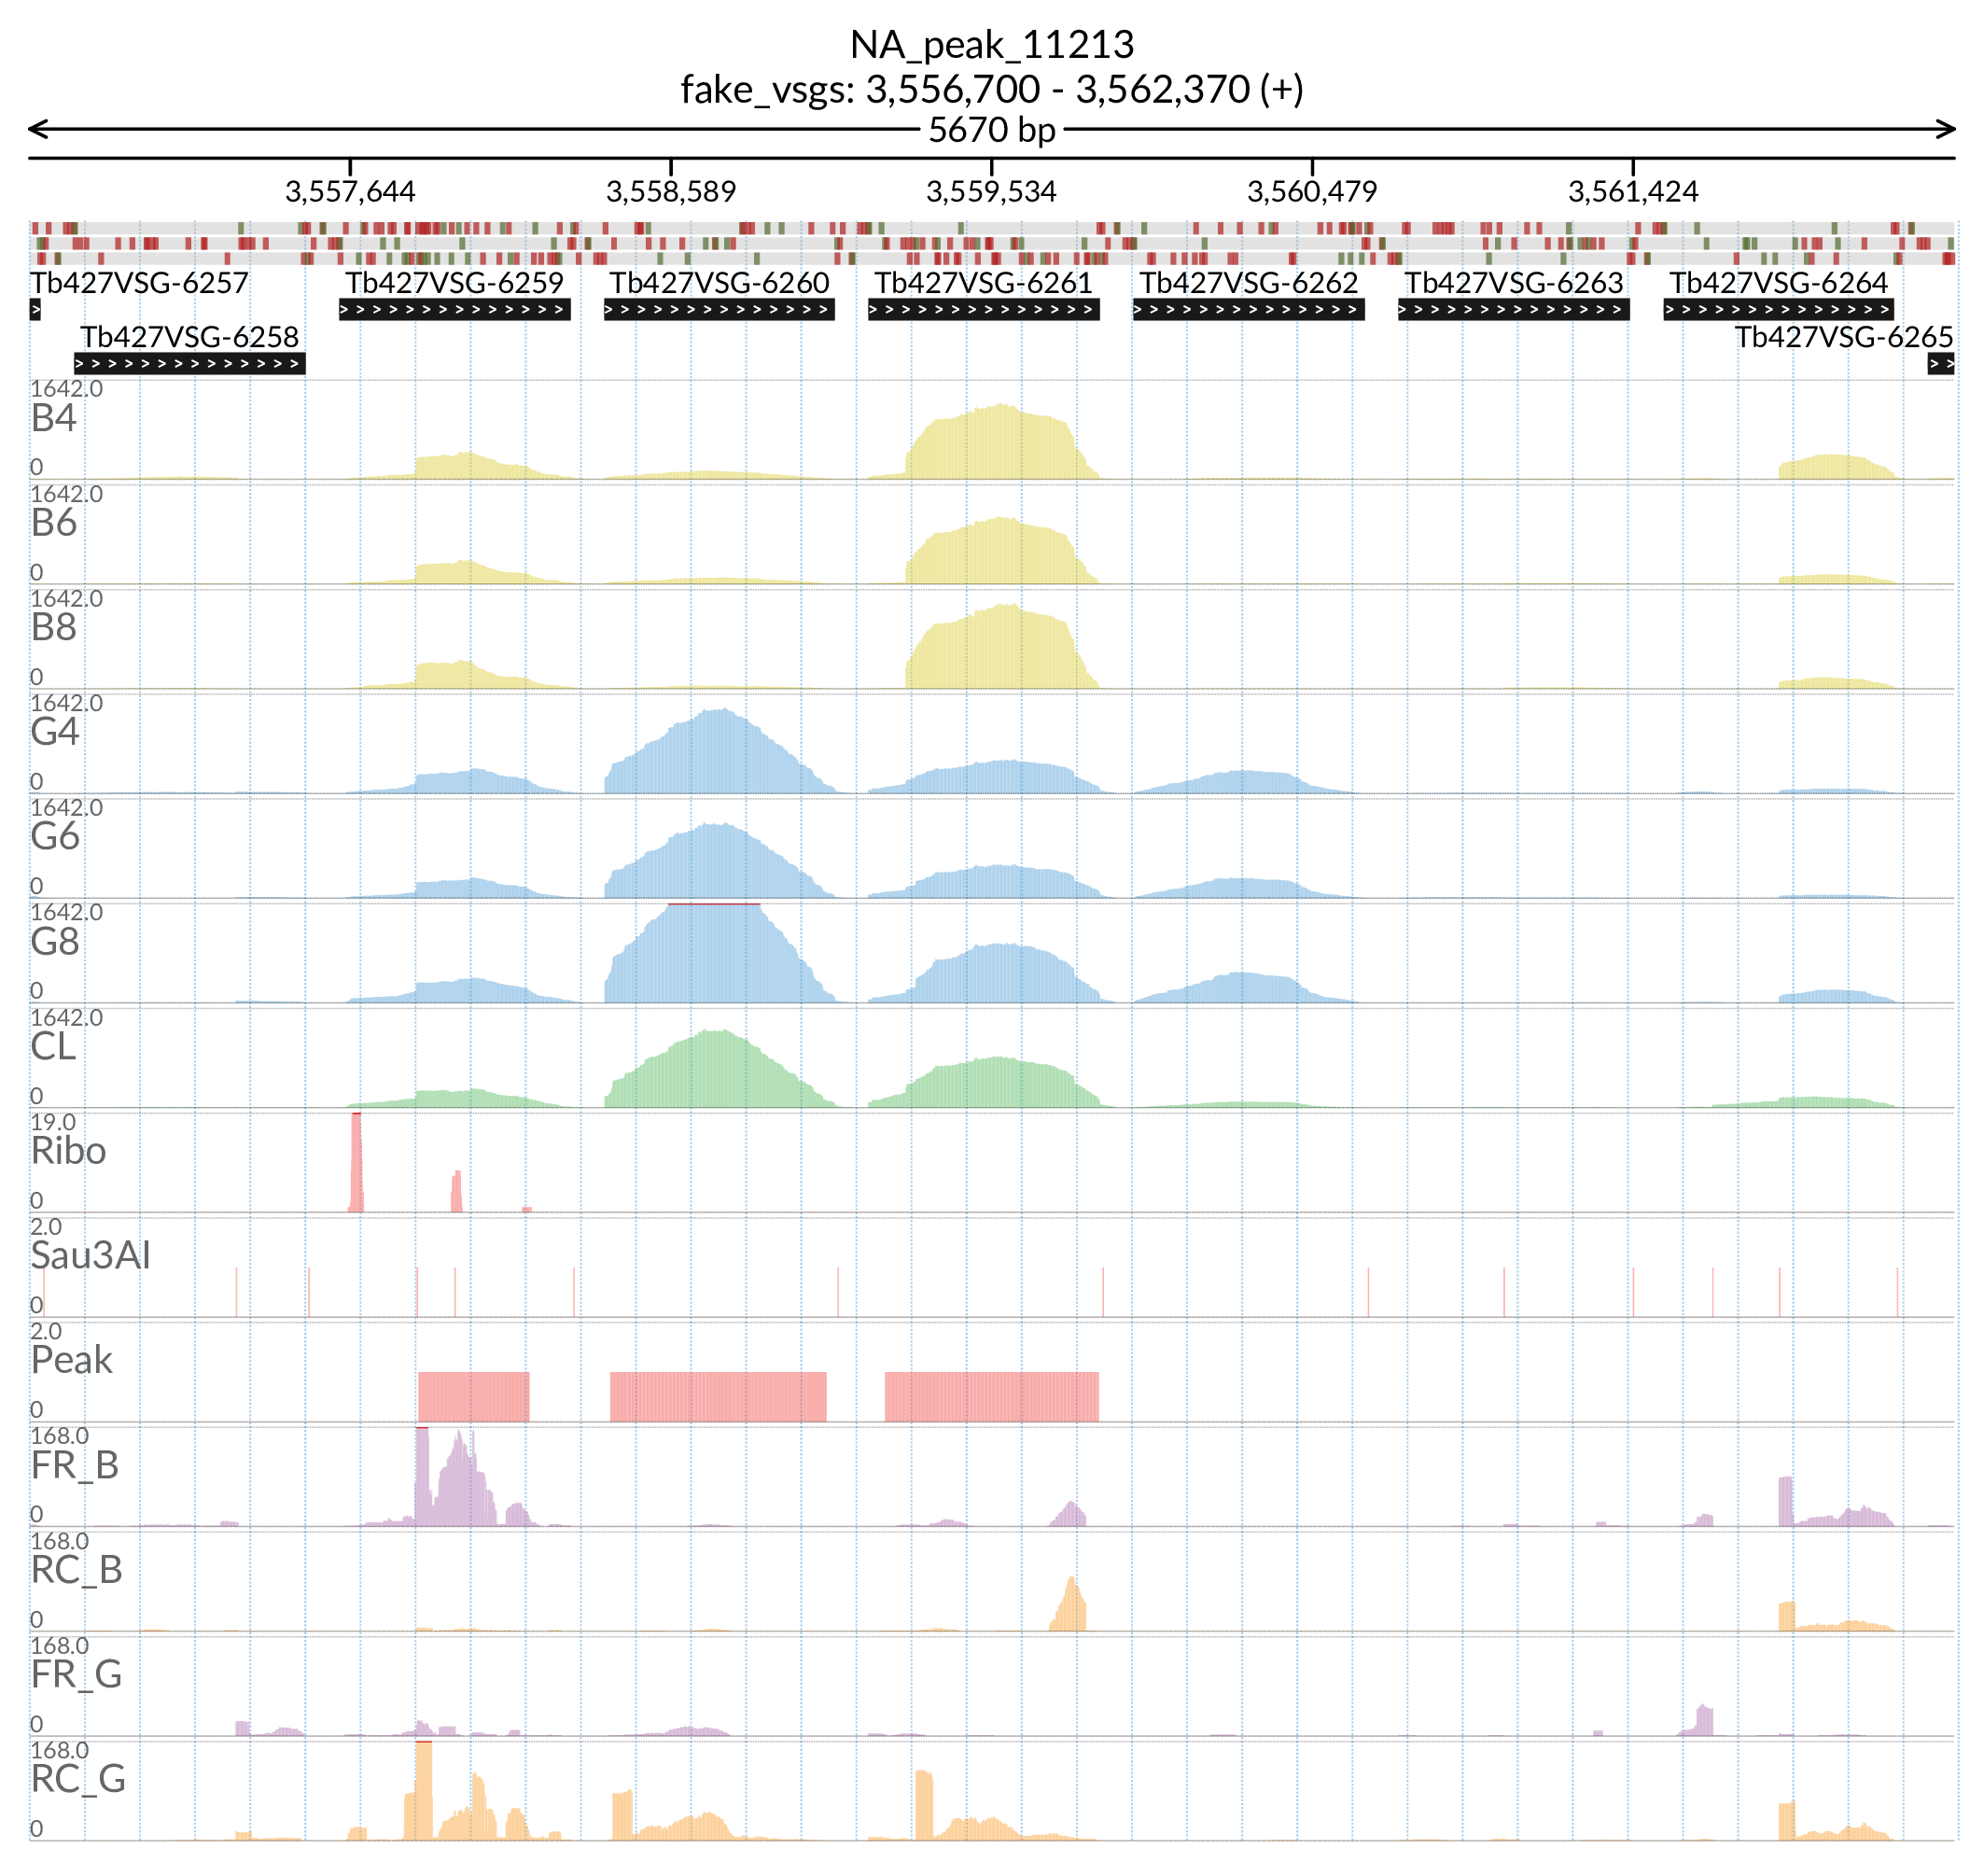 NA_peak_11213
fake_vsgs: 3,556,700 - 3,562,370 (+)
5670 bp
3,557,644 3,558,589 3,559,534 3,560,479 3,561,424
Tb427VSG-6257 Tb427VSG-6259 Tb427VSG-6260 Tb427VSG-6261 Tb427VSG-6262 Tb427VSG-6263 Tb427VSG-6264
Tb427VSG-6258 Tb427VSG-6265
1642.0
B4
0
1642.0
B6
0
1642.0
B8
0
1642.0
G4
0
1642.0
G6
0
1642.0
G8
0
1642.0
CL
0
19.0
Ribo
0
2.0
Sau3AI
0
2.0
Peak
0
168.0
FR_B
0
168.0
RC_B
0
168.0
FR_G
0
168.0
RC_G
0